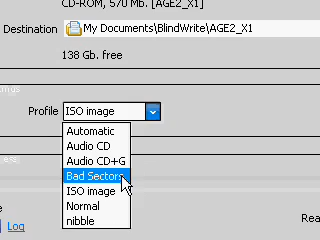 CD-ROM, 570 Mb. [AGE2_X1]
Destination My Documents\BlindWrite\AGE2_X1
138 Gb. free
Profile ISO image
Automatic
Audio CD
Audio CD+G
Bad Sectors
ISO image
Normal
nibble
Log